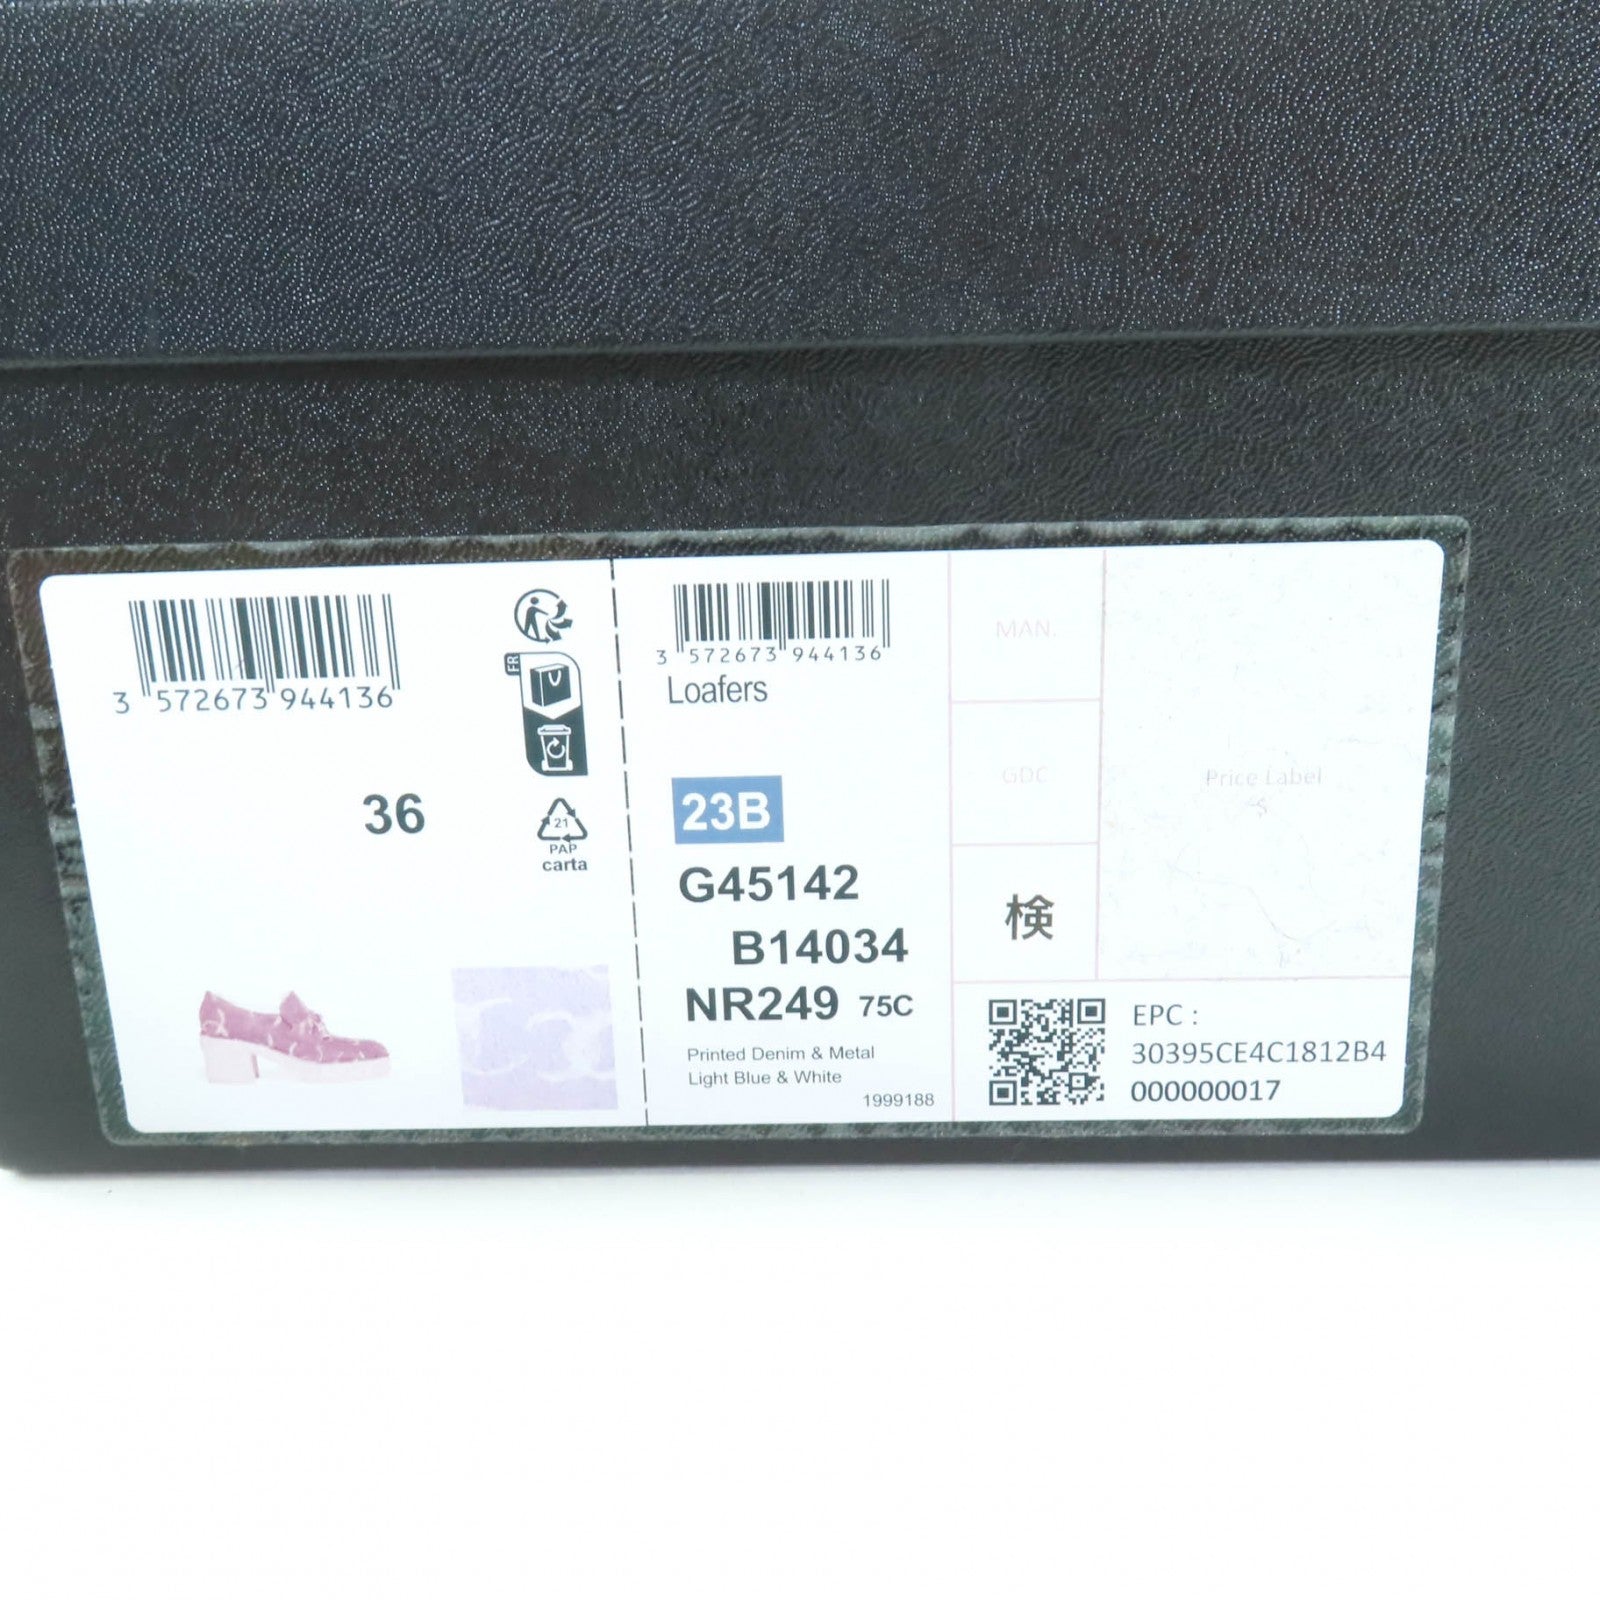 3 572673 944136
36
FR
21
PAP
carta
3 572673 944136
Loafers
23B
G45142
B14034
NR249 75C
Printed Denim & Metal
Light Blue & White
1999188
MAN.
GDC
検
Price Label
EPC :
30395CE4C1812B4
000000017